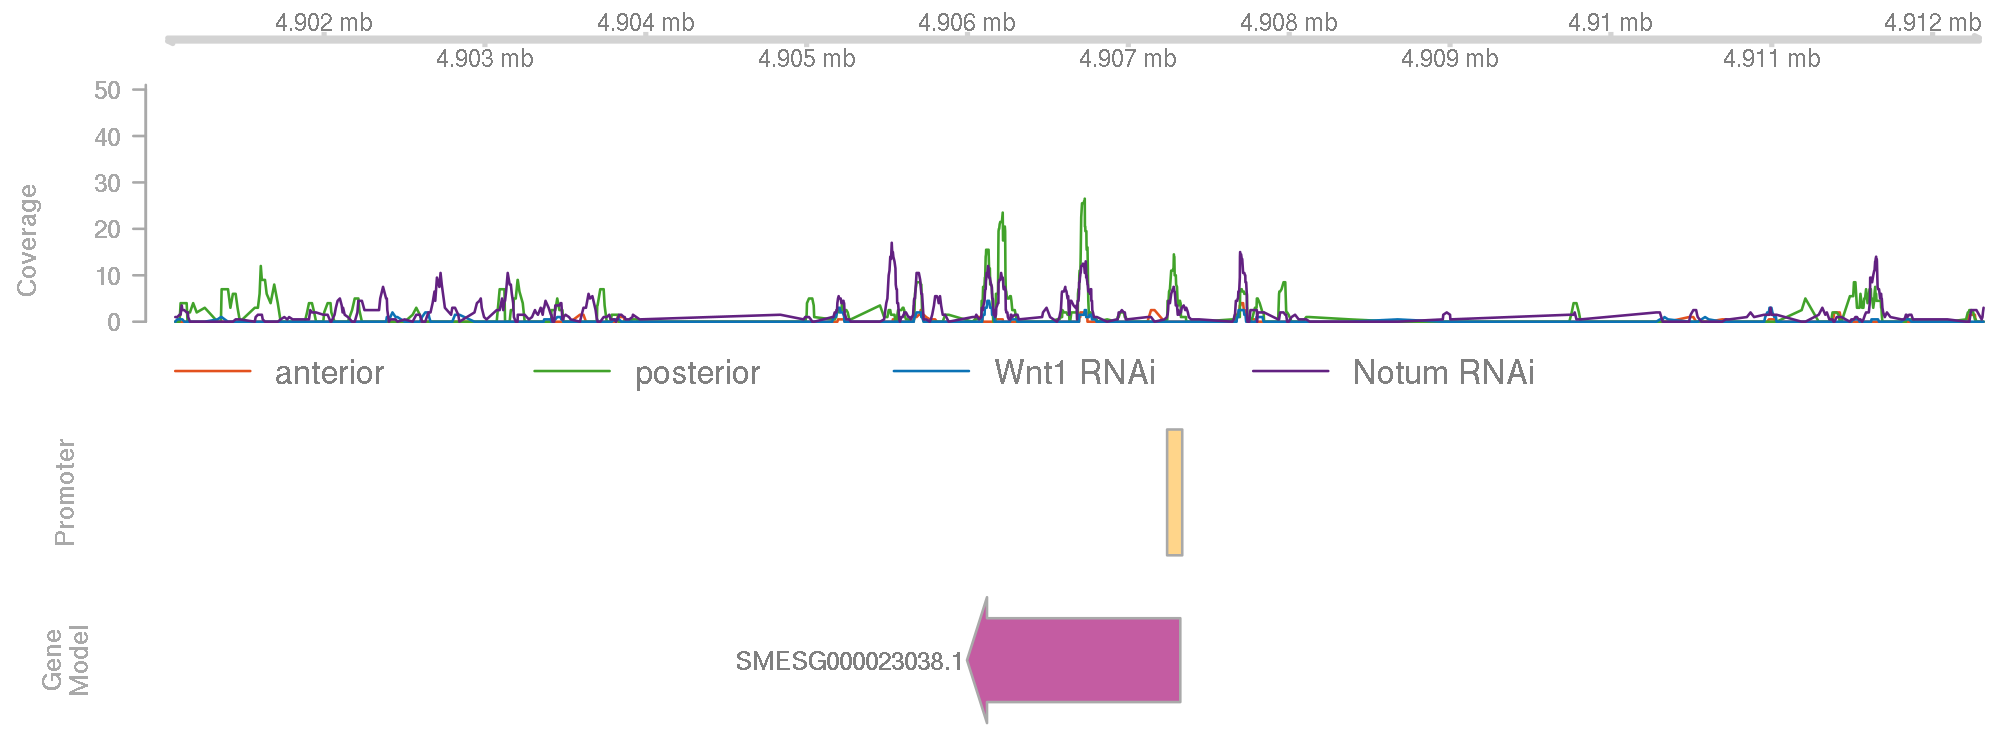 4.902 mb 4.904 mb 4.906 mb 4.908 mb 4.91 mb 4.912 mb
4.903 mb 4.905 mb 4.907 mb 4.909 mb 4.911 mb
50
40
30
20
10
0
Coverage
anterior posterior Wnt1 RNAi Notum RNAi
Promoter
Gene
Model
SMESG000023038.1